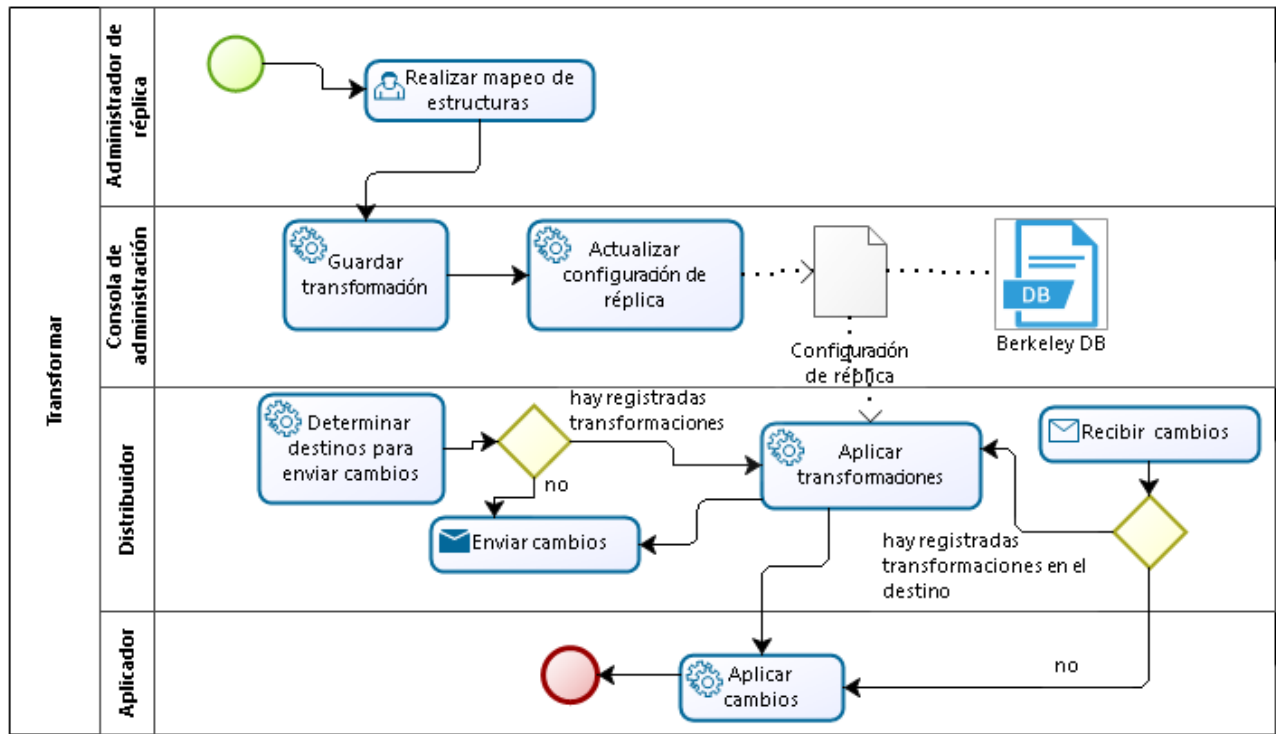 Transformar
Administrador de
réplica
Realizar mapeo de
estructuras
Consola de
administración
Guardar
transformación
Actualizar
configuración de
réplica
Configuración
de réplica
DB
Berkeley DB
Distribuidor
Determinar
destinos para
enviar cambios
hay registradas
transformaciones
no
Enviar cambios
Aplicar
transformaciones
Recibir cambios
hay registradas
transformaciones en el
destino
Aplicador
Aplicar
cambios
no